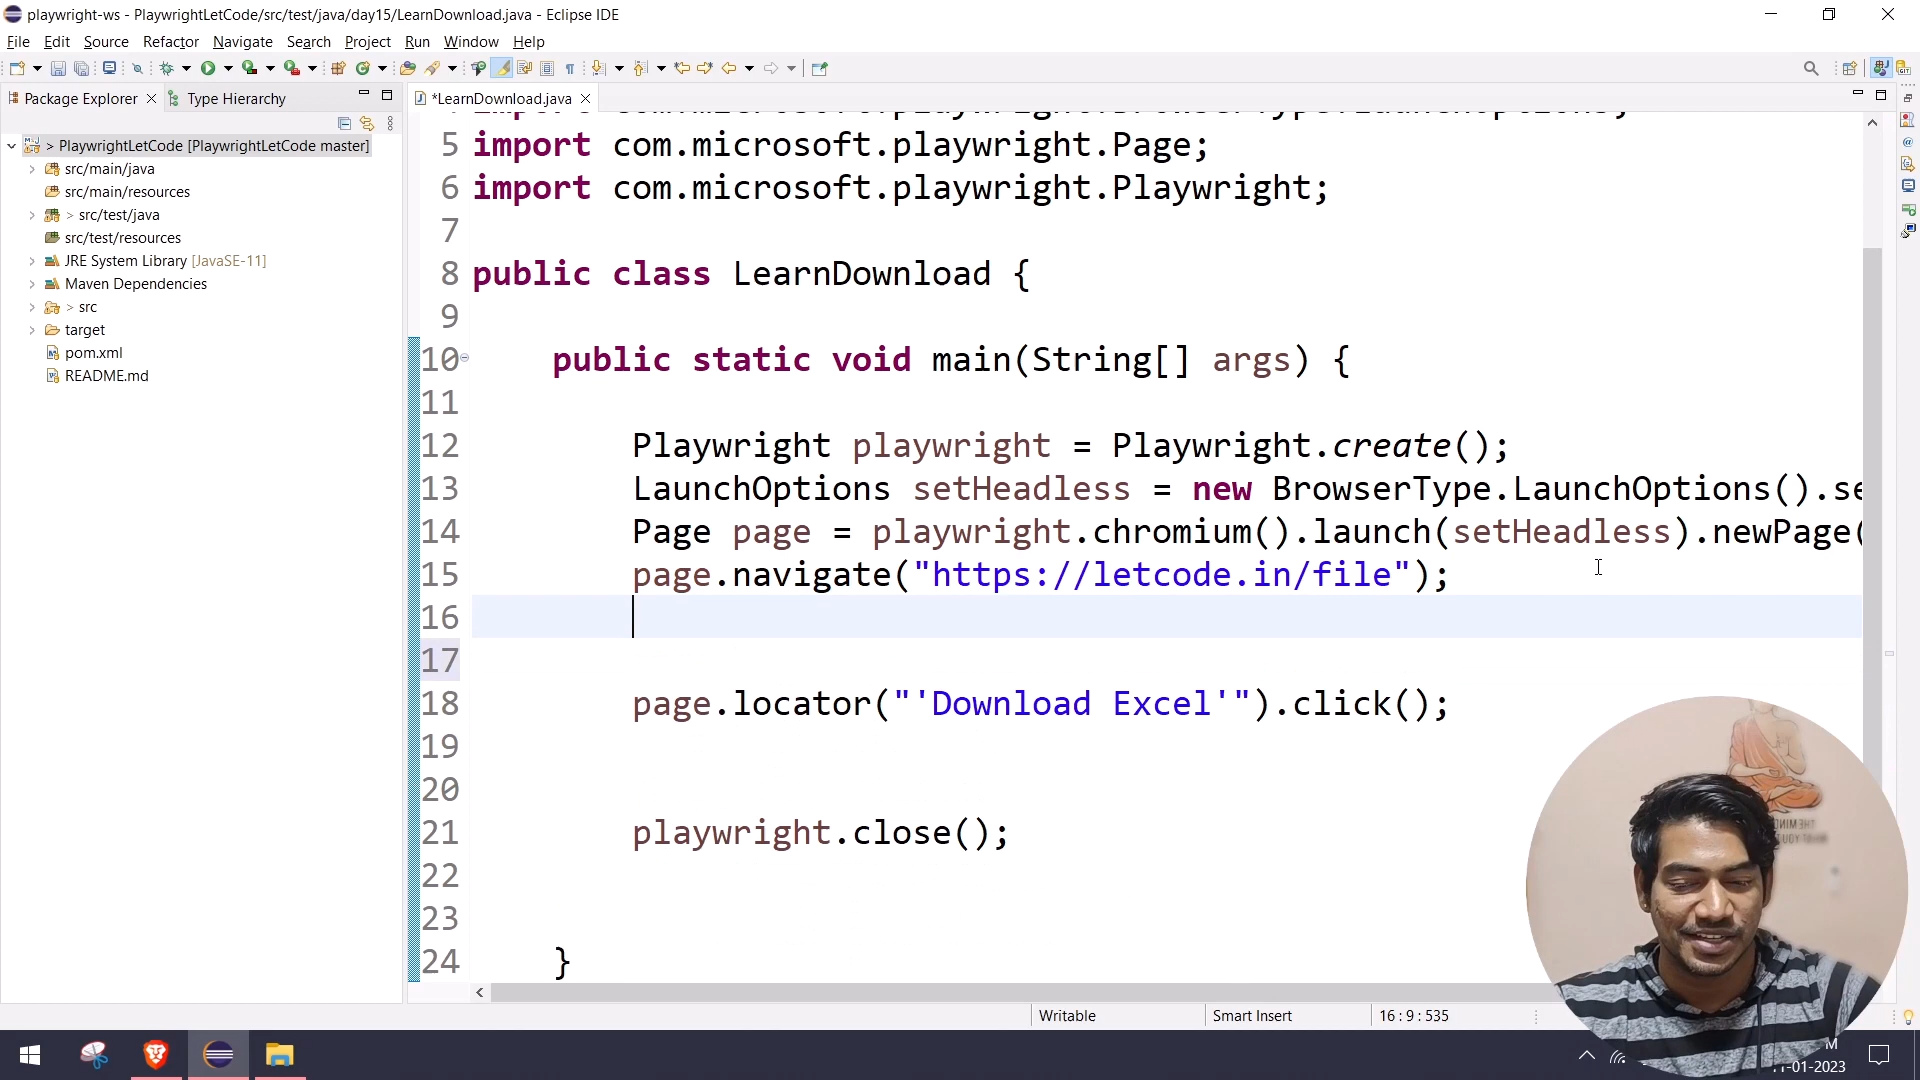 playwright-ws - PlaywrightLetCode/src/test/java/day15/LearnDownload.java - Eclipse IDE
File Edit Source Refactor Navigate Search Project Run Window Help
Package Explorer Type Hierarchy
*LearnDownload.java
> PlaywrightLetCode [PlaywrightLetCode master]
src/main/java
src/main/resources
> src/test/java
src/test/resources
JRE System Library [JavaSE-11]
Maven Dependencies
> src
target
pom.xml
README.md
5 import com.microsoft.playwright.Page;
6 import com.microsoft.playwright.Playwright;
7
8 public class LearnDownload {
9
10 public static void main(String[] args) {
11
12 Playwright playwright = Playwright.create();
13 LaunchOptions setHeadless = new BrowserType.LaunchOptions().se
14 Page page = playwright.chromium().launch(setHeadless).newPage(
15 page.navigate("https://letcode.in/file");
16
17
18 page.locator("'Download Excel'").click();
19
20
21 playwright.close();
22
23
24 }
Writable Smart Insert 16 : 9 : 535
M
-01-2023